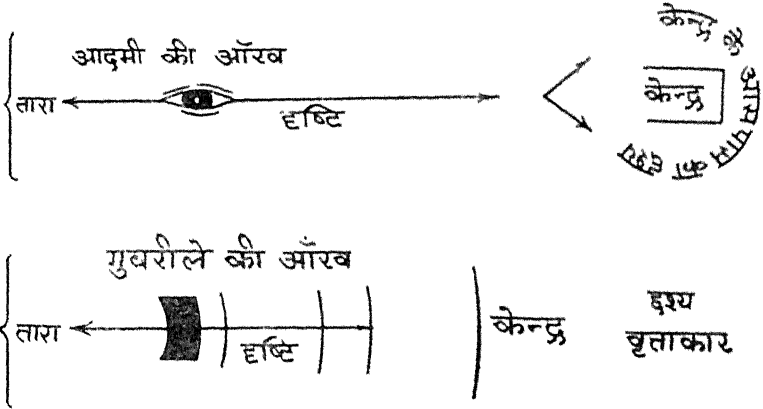 आदमी की आँख
तारा
दृष्टि
केन्द्र के आसपास का दृश्य
केन्द्र
गुबरीले की आँख
तारा
दृष्टि
केन्द्र
दृश्य
वृत्ताकार